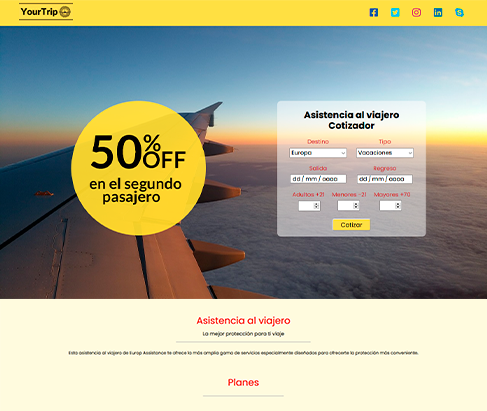 YourTrip
50% OFF
en el segundo
pasajero
Asistencia al viajero
Cotizador
Destino Tipo
Europa Vacaciones
Salida Regreso
dd / mm / aaaa dd / mm / aaaa
Adultos +21 Menores -21 Mayores +70
Cotizar
Asistencia al viajero
La mejor protección para ti viaje
Esta asistencia al viajero de Europ Assistance te ofrece la más amplia gama de servicios especialmente diseñados para ofrecerte la protección más conveniente.
Planes